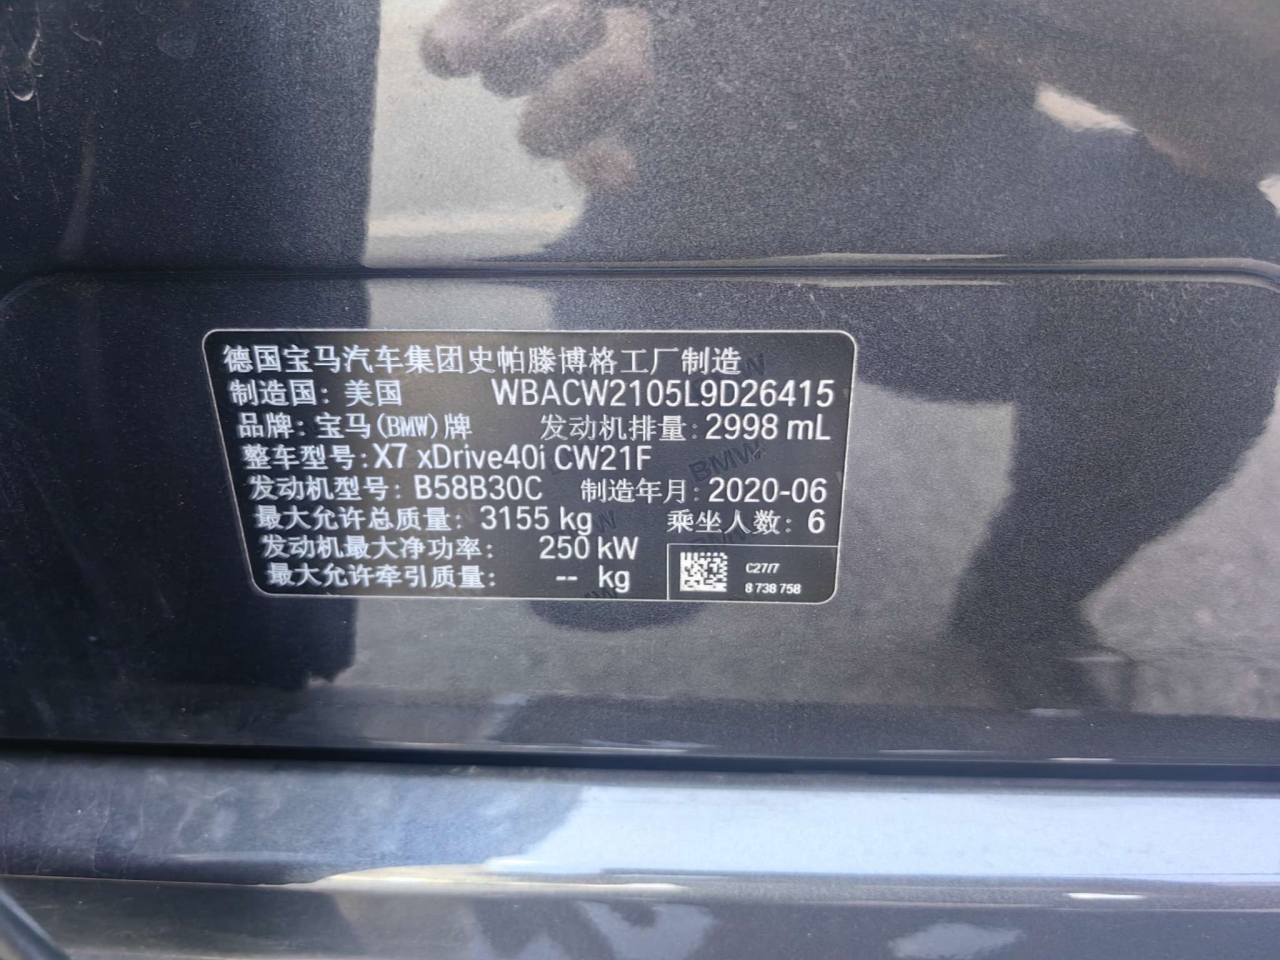 德国宝马汽车集团史帕滕博格工厂制造
制造国：美国 WBACW2105L9D26415
品牌：宝马(BMW)牌 发动机排量：2998 mL
整车型号：X7 xDrive40i CW21F
发动机型号：B58B30C 制造年月：2020-06
最大允许总质量：3155 kg 乘坐人数：6
发动机最大净功率：250 kW
最大允许牵引质量：-- kg
C27/7
8 738 758